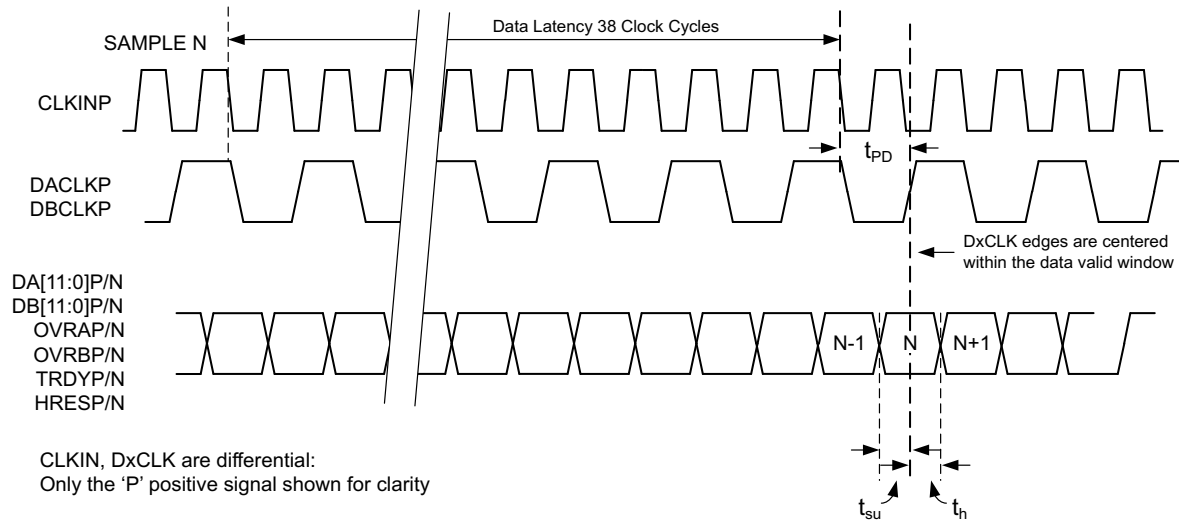 Data Latency 38 Clock Cycles
SAMPLE N
CLKINP
tPD
DACLKP
DBCLKP
DxCLK edges are centered
within the data valid window
DA[11:0]P/N
DB[11:0]P/N
OVRAP/N
OVRBP/N
TRDYP/N
HRESP/N
N-1
N
N+1
CLKIN, DxCLK are differential:
Only the ‘P’ positive signal shown for clarity
tsu
th